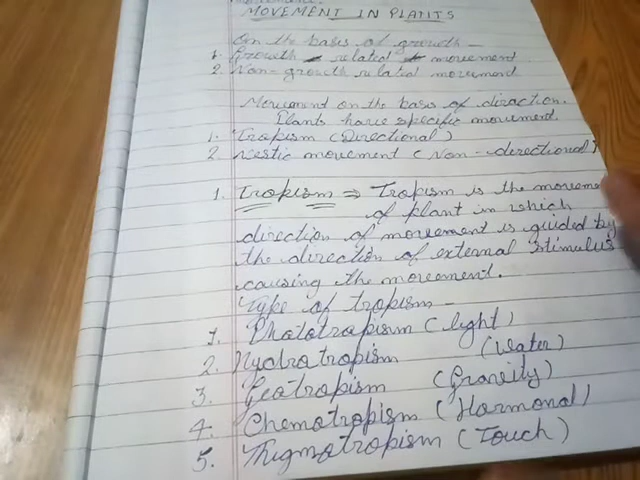 MOVEMENT IN PLANTS
On the basis of growth -
1. Growth - related movement
2 Non-growth related movement
Movement on the basis of diraction.
Plants have specific movement.
1. Tropism (Directional)
2 Nestic movement (Non-directional)
1. Tropism ⇒ Tropism is the moveme
of plant in which
direction of movement is guided by
the direction of external stimulus
causing the movement.
Type of tropism -
1. Phototropism (light)
2. Hydrotropism (Water)
3. Geotropism (Gravity)
4. Chemotropism (Harmonal)
5. Thigmotropism (Touch)